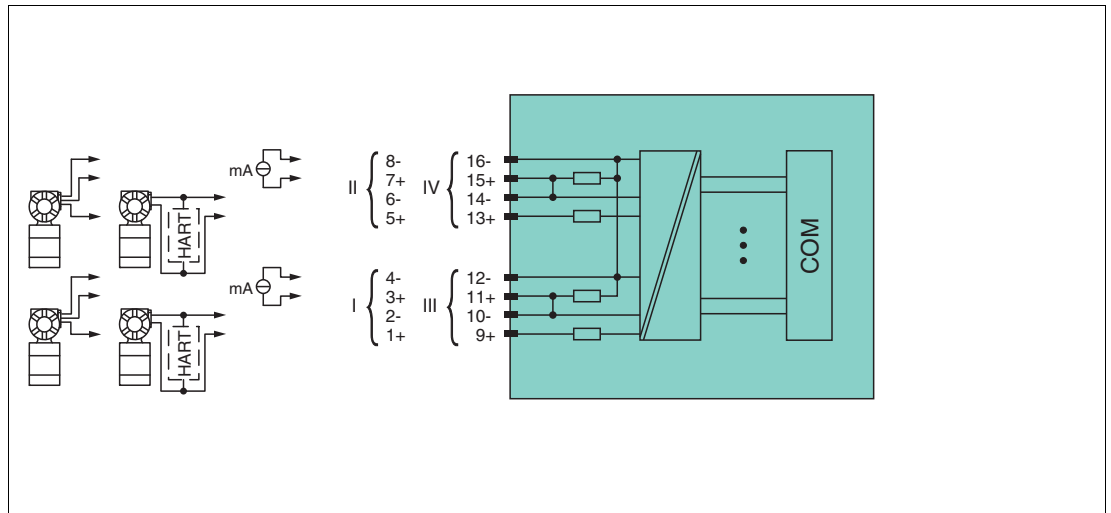 mA
8-
II
7+
6-
5+
16-
IV
15+
14-
13+
HART
mA
4-
I
3+
2-
1+
12-
III
11+
10-
9+
HART
COM